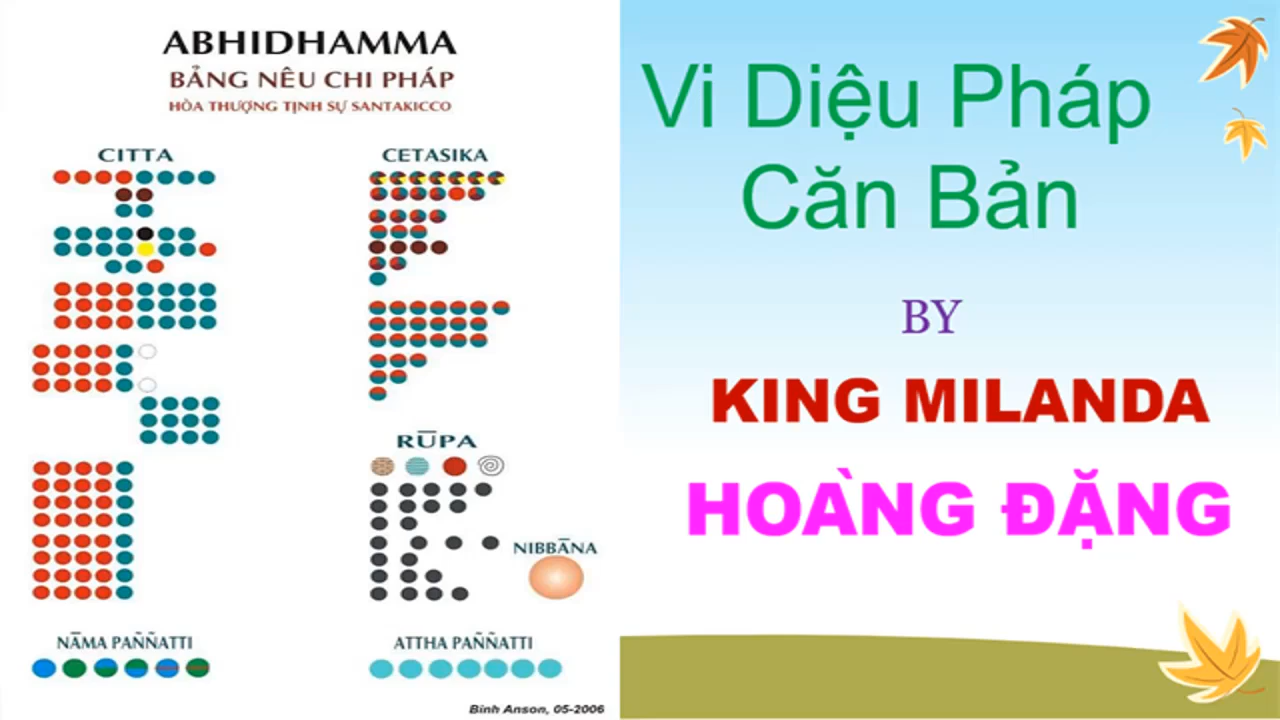 ABHIDHAMMA
BẢNG NÊU CHI PHÁP
HÒA THƯỢNG TỊNH SỰ SANTAKICCO
CITTA
CETASIKA
RŪPA
NIBBĀNA
NĀMA PAÑÑATTI
ATTHA PAÑÑATTI
Binh Anson, 05-2006
Vi Diệu Pháp
Căn Bản
BY
KING MILANDA
HOÀNG ĐẶNG